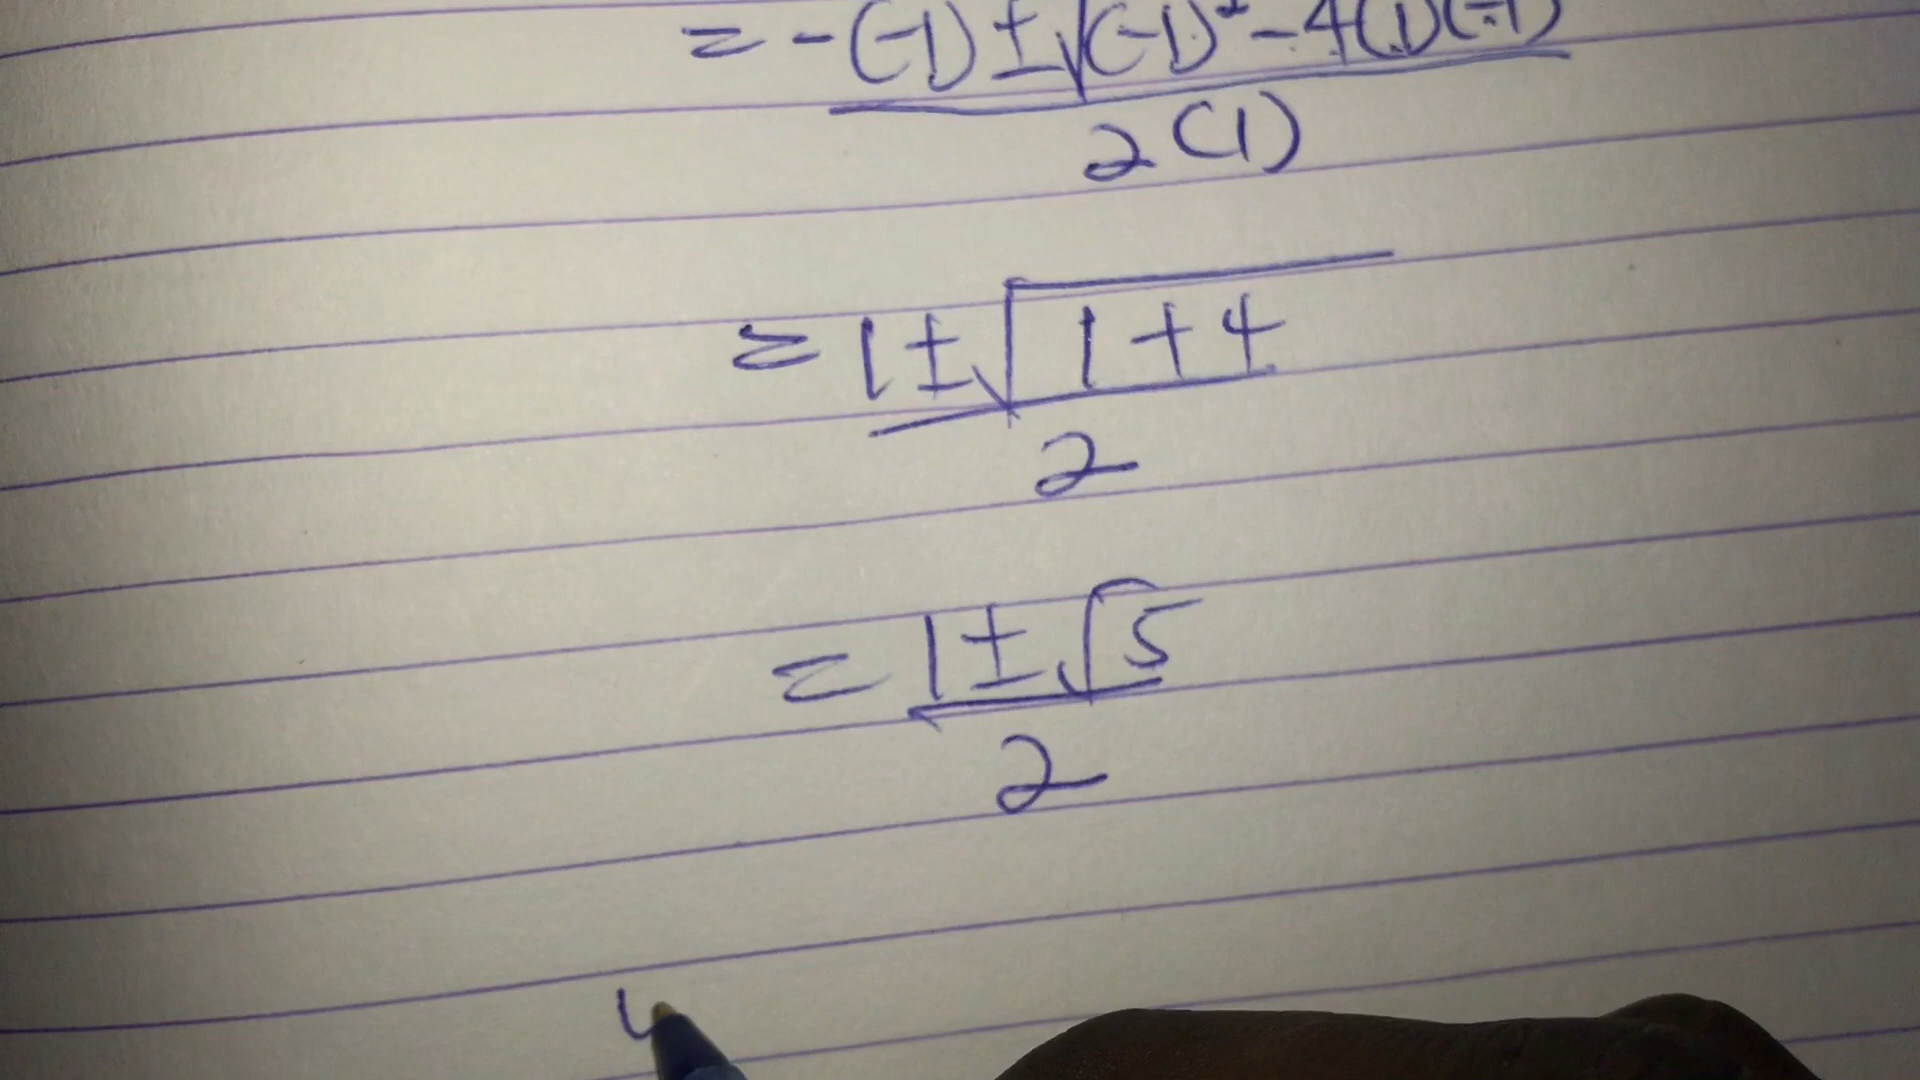 = -(-1) ± √(-1)² - 4(1)(-1)
2(1)
= 1 ± √1 + 4
2
= 1 ± √5
2